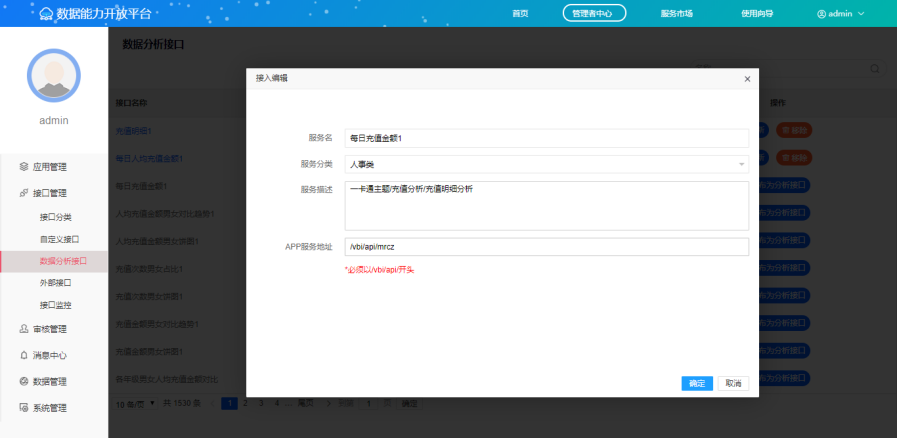 数据能力开放平台
首页
管理者中心
服务市场
使用向导
admin
admin
应用管理
接口管理
接口分类
自定义接口
数据分析接口
外部接口
接口监控
审核管理
消息中心
数据管理
系统管理
数据分析接口
接口名称
操作
充值明细1
每日人均充值金额1
每日充值金额1
人均充值金额男女对比趋势1
人均充值金额男女饼图1
充值次数男女占比1
充值次数男女饼图1
充值金额男女对比趋势1
充值金额男女饼图1
各年级男女人均充值金额对比
删除
删除
为分析接口
为分析接口
为分析接口
为分析接口
为分析接口
为分析接口
为分析接口
为分析接口
10 条/页
共 1530 条
1 2 3 4 ... 尾页
到第 1 页 确定
接入编辑
服务名
每日充值金额1
服务分类
人事类
服务描述
一卡通主题/充值分析/充值明细分析
APP服务地址
/vbi/api/mrcz
*必须以/vbi/api/开头
确定
取消